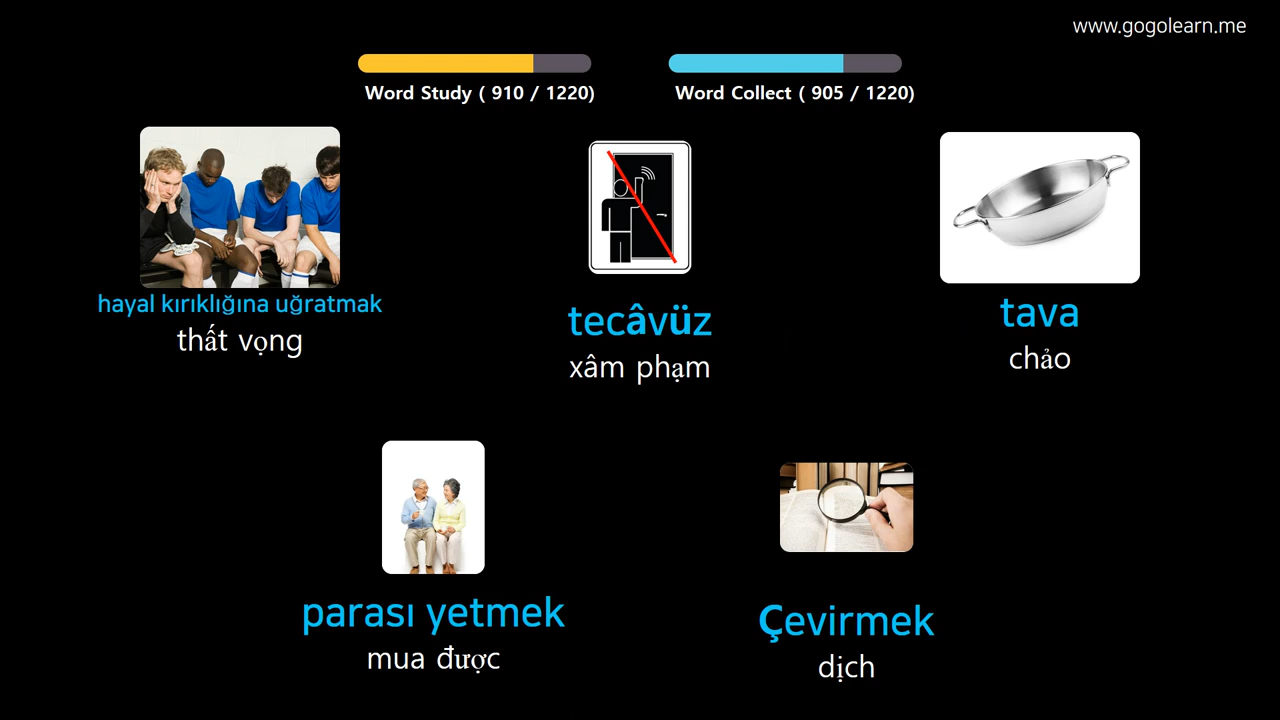 www.gogolearn.me
Word Study ( 910 / 1220)
Word Collect ( 905 / 1220)
hayal kırıklığına uğratmak
thất vọng
tecâvüz
xâm phạm
tava
chảo
parası yetmek
mua được
Çevirmek
dịch